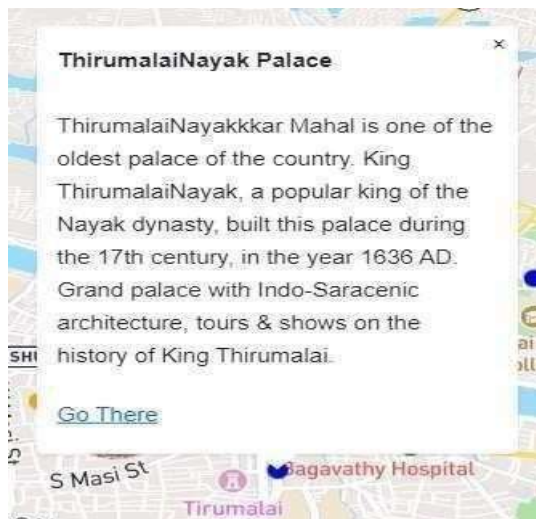 ThirumalaiNayak Palace
×
ThirumalaiNayakkkar Mahal is one of the
oldest palace of the country. King
ThirumalaiNayak, a popular king of the
Nayak dynasty, built this palace during
the 17th century, in the year 1636 AD.
Grand palace with Indo-Saracenic
architecture, tours & shows on the
history of King Thirumalai.
Go There
S Masi St
Bagavathy Hospital
Tirumalai